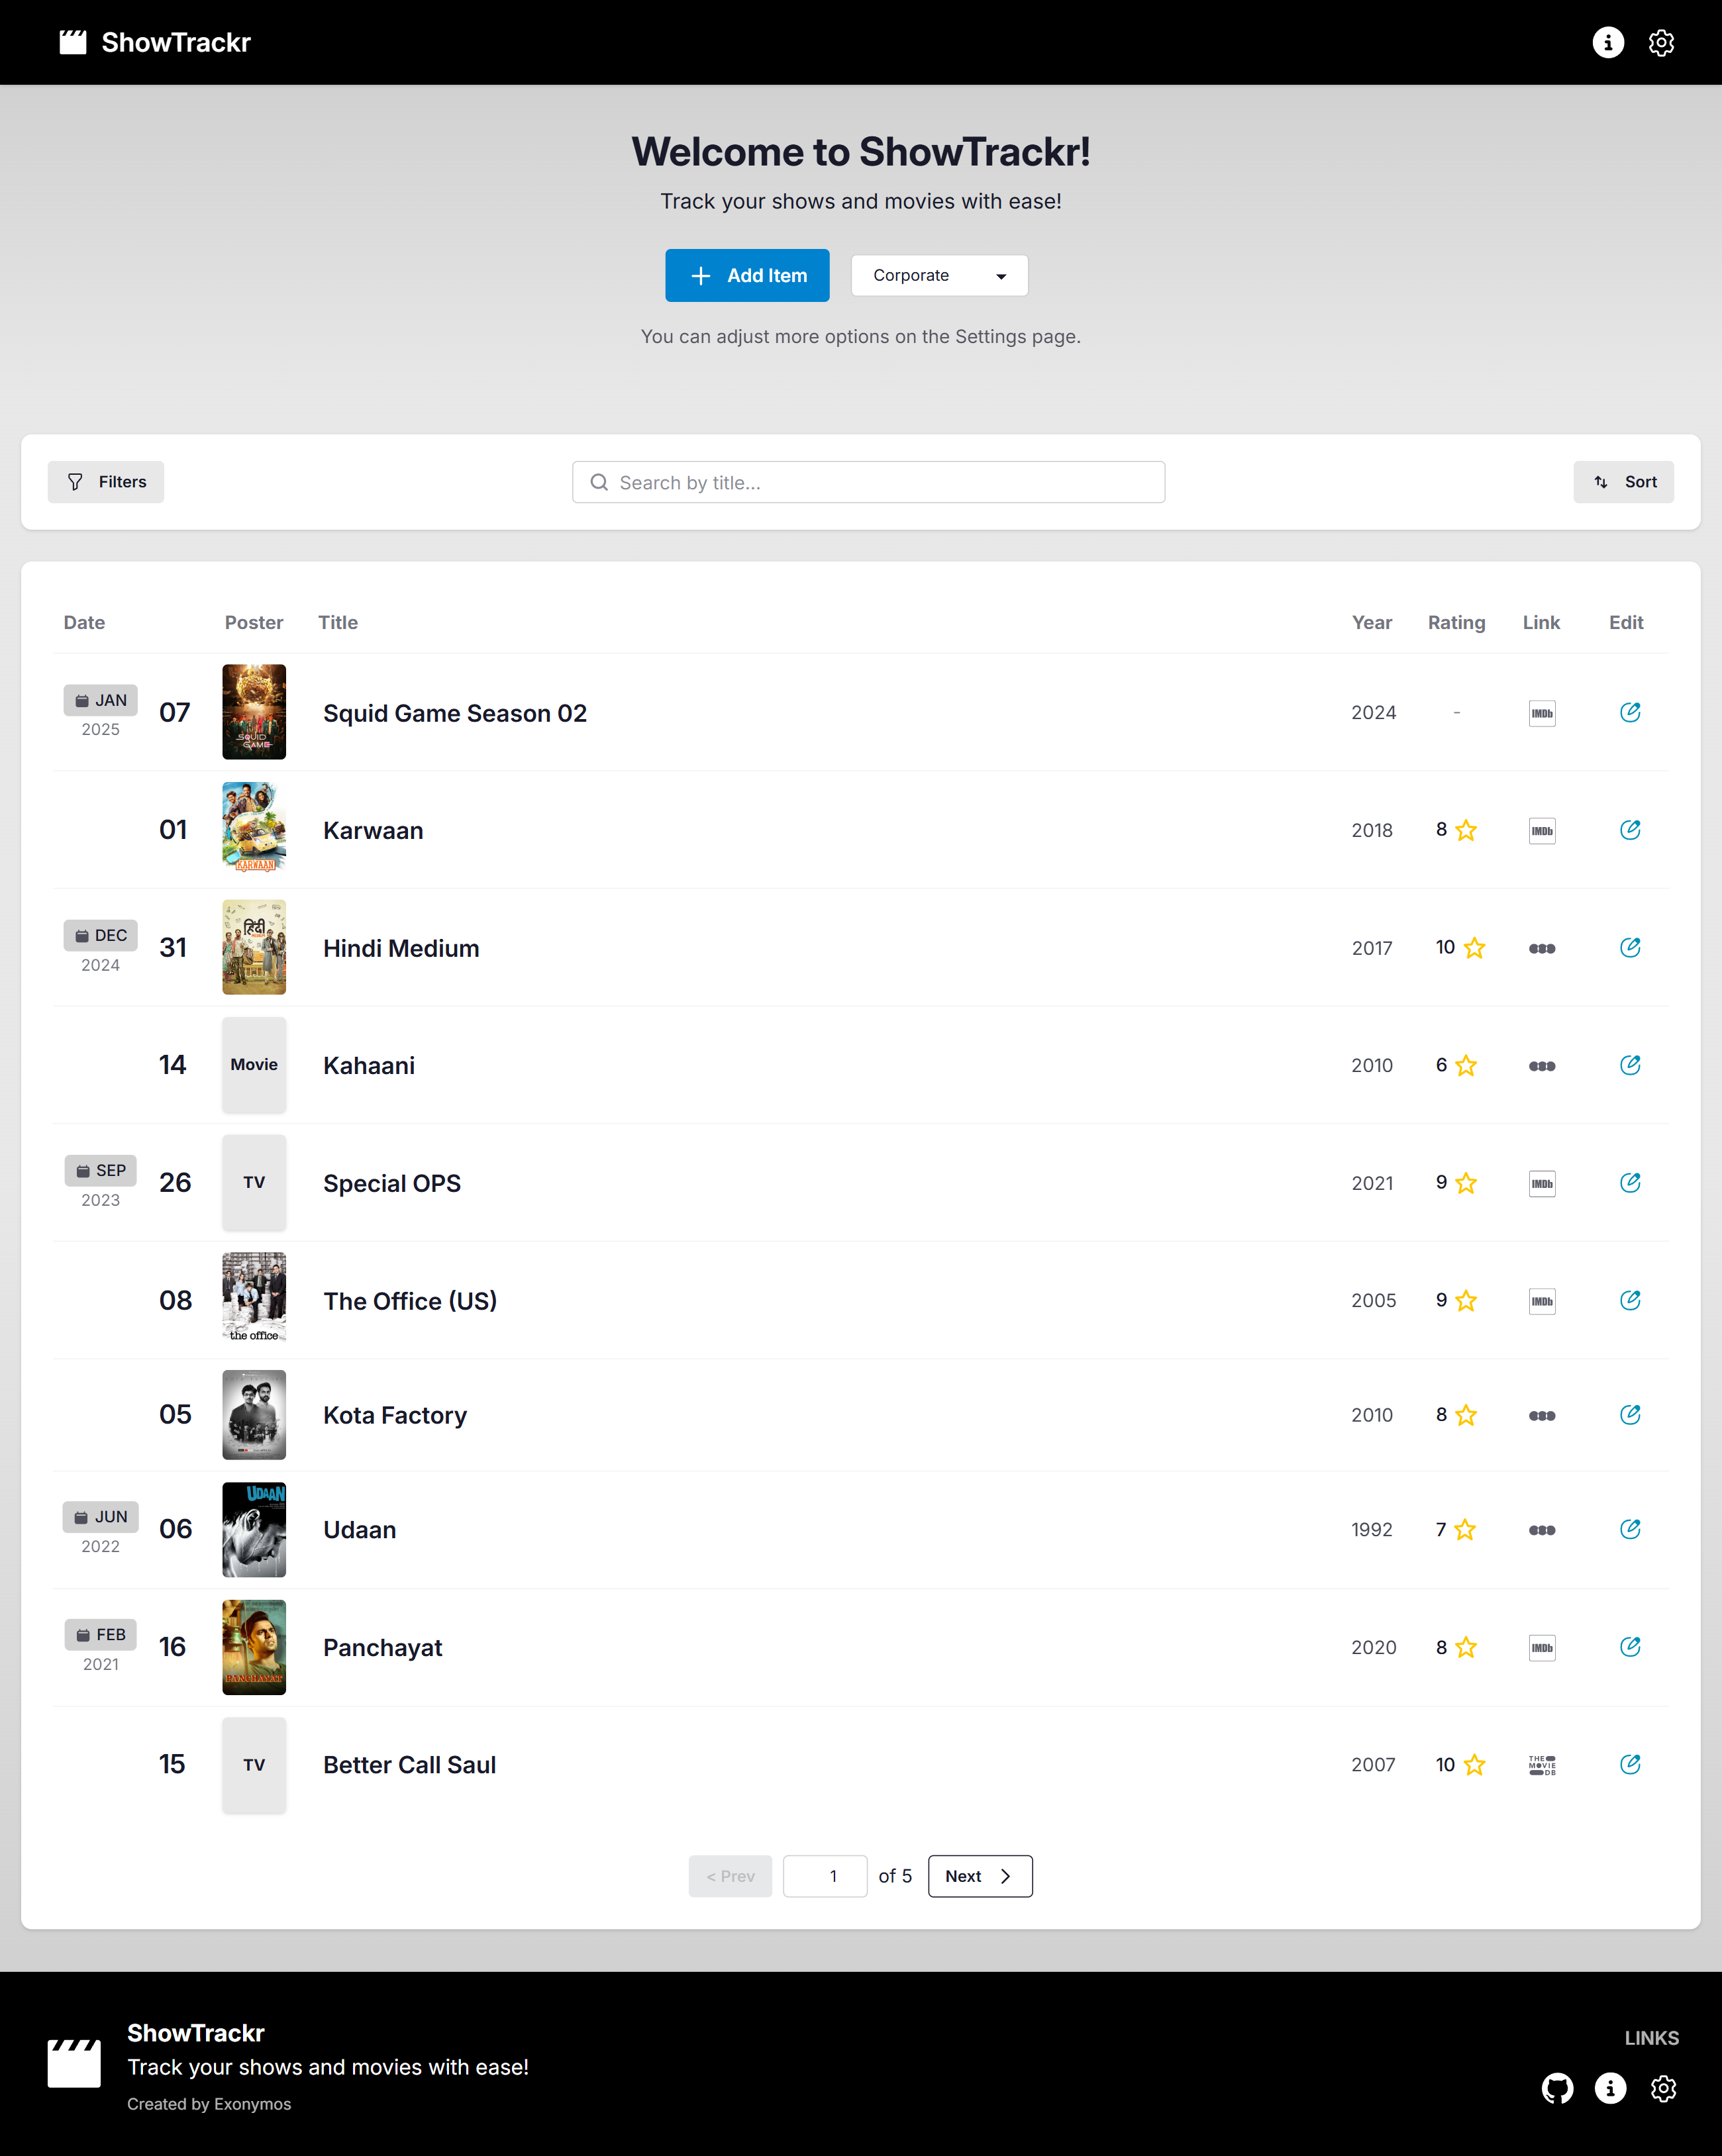 ShowTrackr
Welcome to ShowTrackr!
Track your shows and movies with ease!
Add Item
Corporate
You can adjust more options on the Settings page.
Filters
Search by title...
Sort
Date Poster Title Year Rating Link Edit
JAN
2025
07
SQUID
GAME
Squid Game Season 02
2024
-
IMDb
01
KARWAAN
Karwaan
2018
8
IMDb
DEC
2024
31
हिंदी
Hindi Medium
2017
10
14
Movie
Kahaani
2010
6
SEP
2023
26
TV
Special OPS
2021
9
IMDb
08
the office
The Office (US)
2005
9
IMDb
05
Kota Factory
2010
8
JUN
2022
06
UDAAN
Udaan
1992
7
FEB
2021
16
PANCHAYAT
Panchayat
2020
8
IMDb
15
TV
Better Call Saul
2007
10
THE
MOVIE
DB
< Prev
1
of 5
Next
ShowTrackr
Track your shows and movies with ease!
Created by Exonymos
LINKS